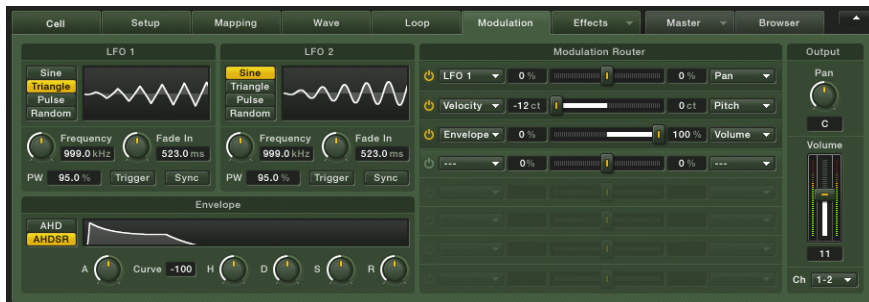 Cell Setup Mapping Wave Loop Modulation Effects Master Browser
LFO 1
Sine
Triangle
Pulse
Random
Frequency
999.0 kHz
Fade In
523.0 ms
PW 95.0 % Trigger Sync
LFO 2
Sine
Triangle
Pulse
Random
Frequency
999.0 kHz
Fade In
523.0 ms
PW 95.0 % Trigger Sync
Envelope
AHD
AHDSR
A Curve -100 H D S R
Modulation Router
LFO 1 0 % 0 % Pan
Velocity -12 ct 0 ct Pitch
Envelope 0 % 100 % Volume
--- 0% 0 % ---
Output
Pan
C
Volume
11
Ch 1-2